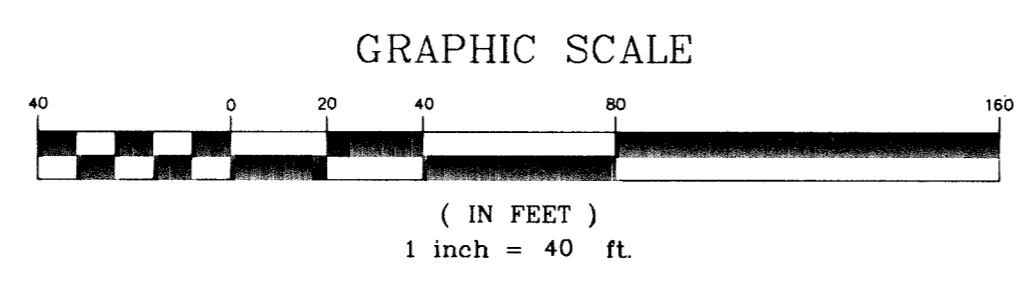 GRAPHIC SCALE
40 0 20 40 80 160
( IN FEET )
1 inch = 40 ft.